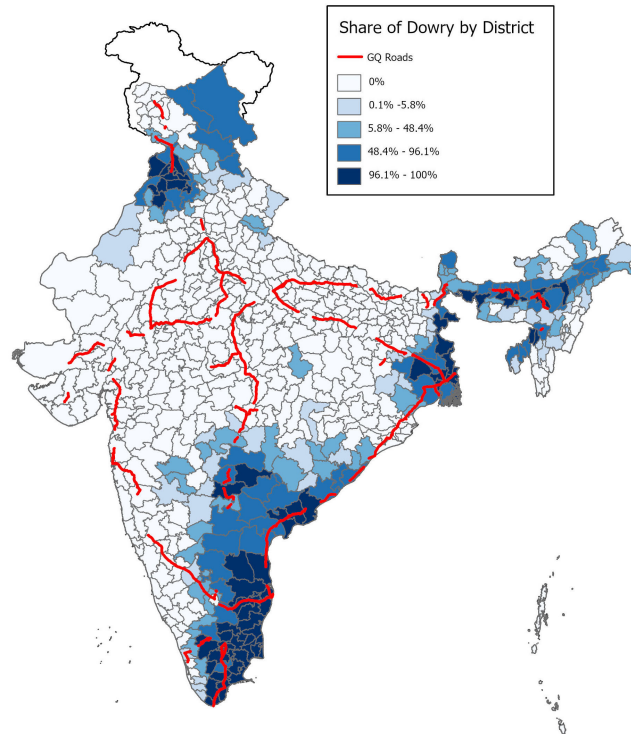 Share of Dowry by District
GQ Roads
0%
0.1% -5.8%
5.8% - 48.4%
48.4% - 96.1%
96.1% - 100%